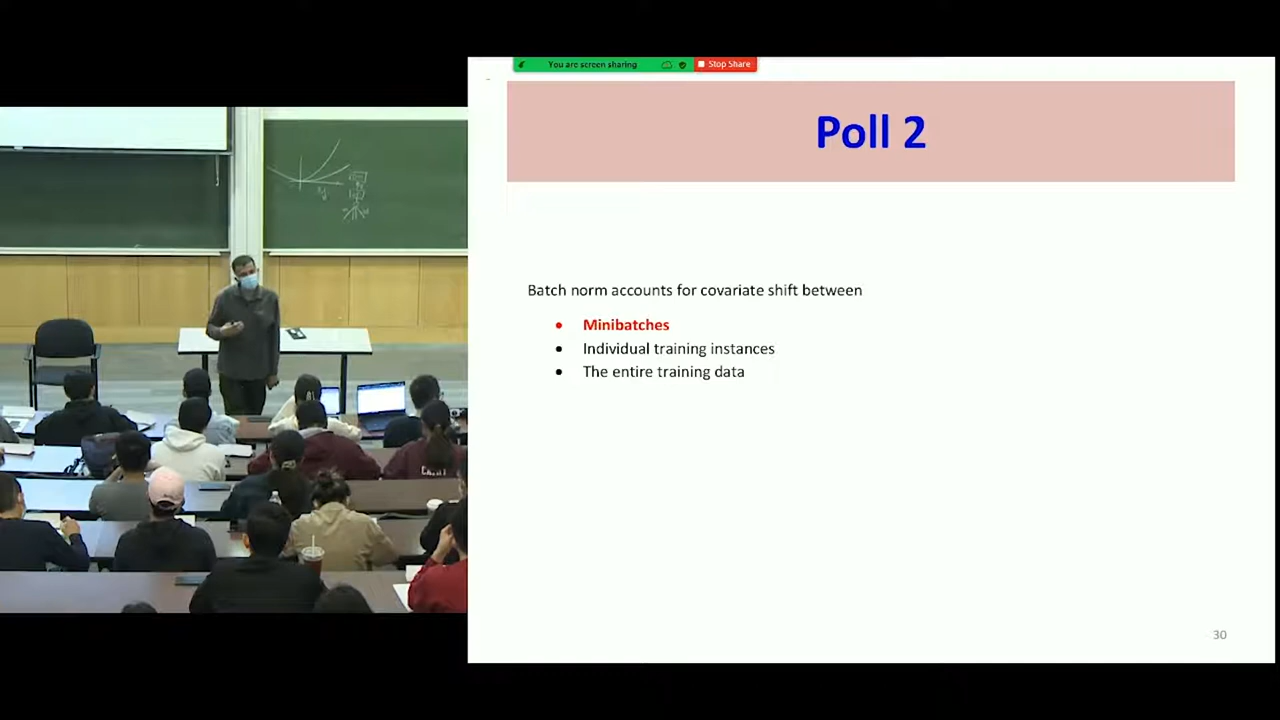 You are screen sharing
Stop Share
Poll 2
Batch norm accounts for covariate shift between
• Minibatches
• Individual training instances
• The entire training data
30